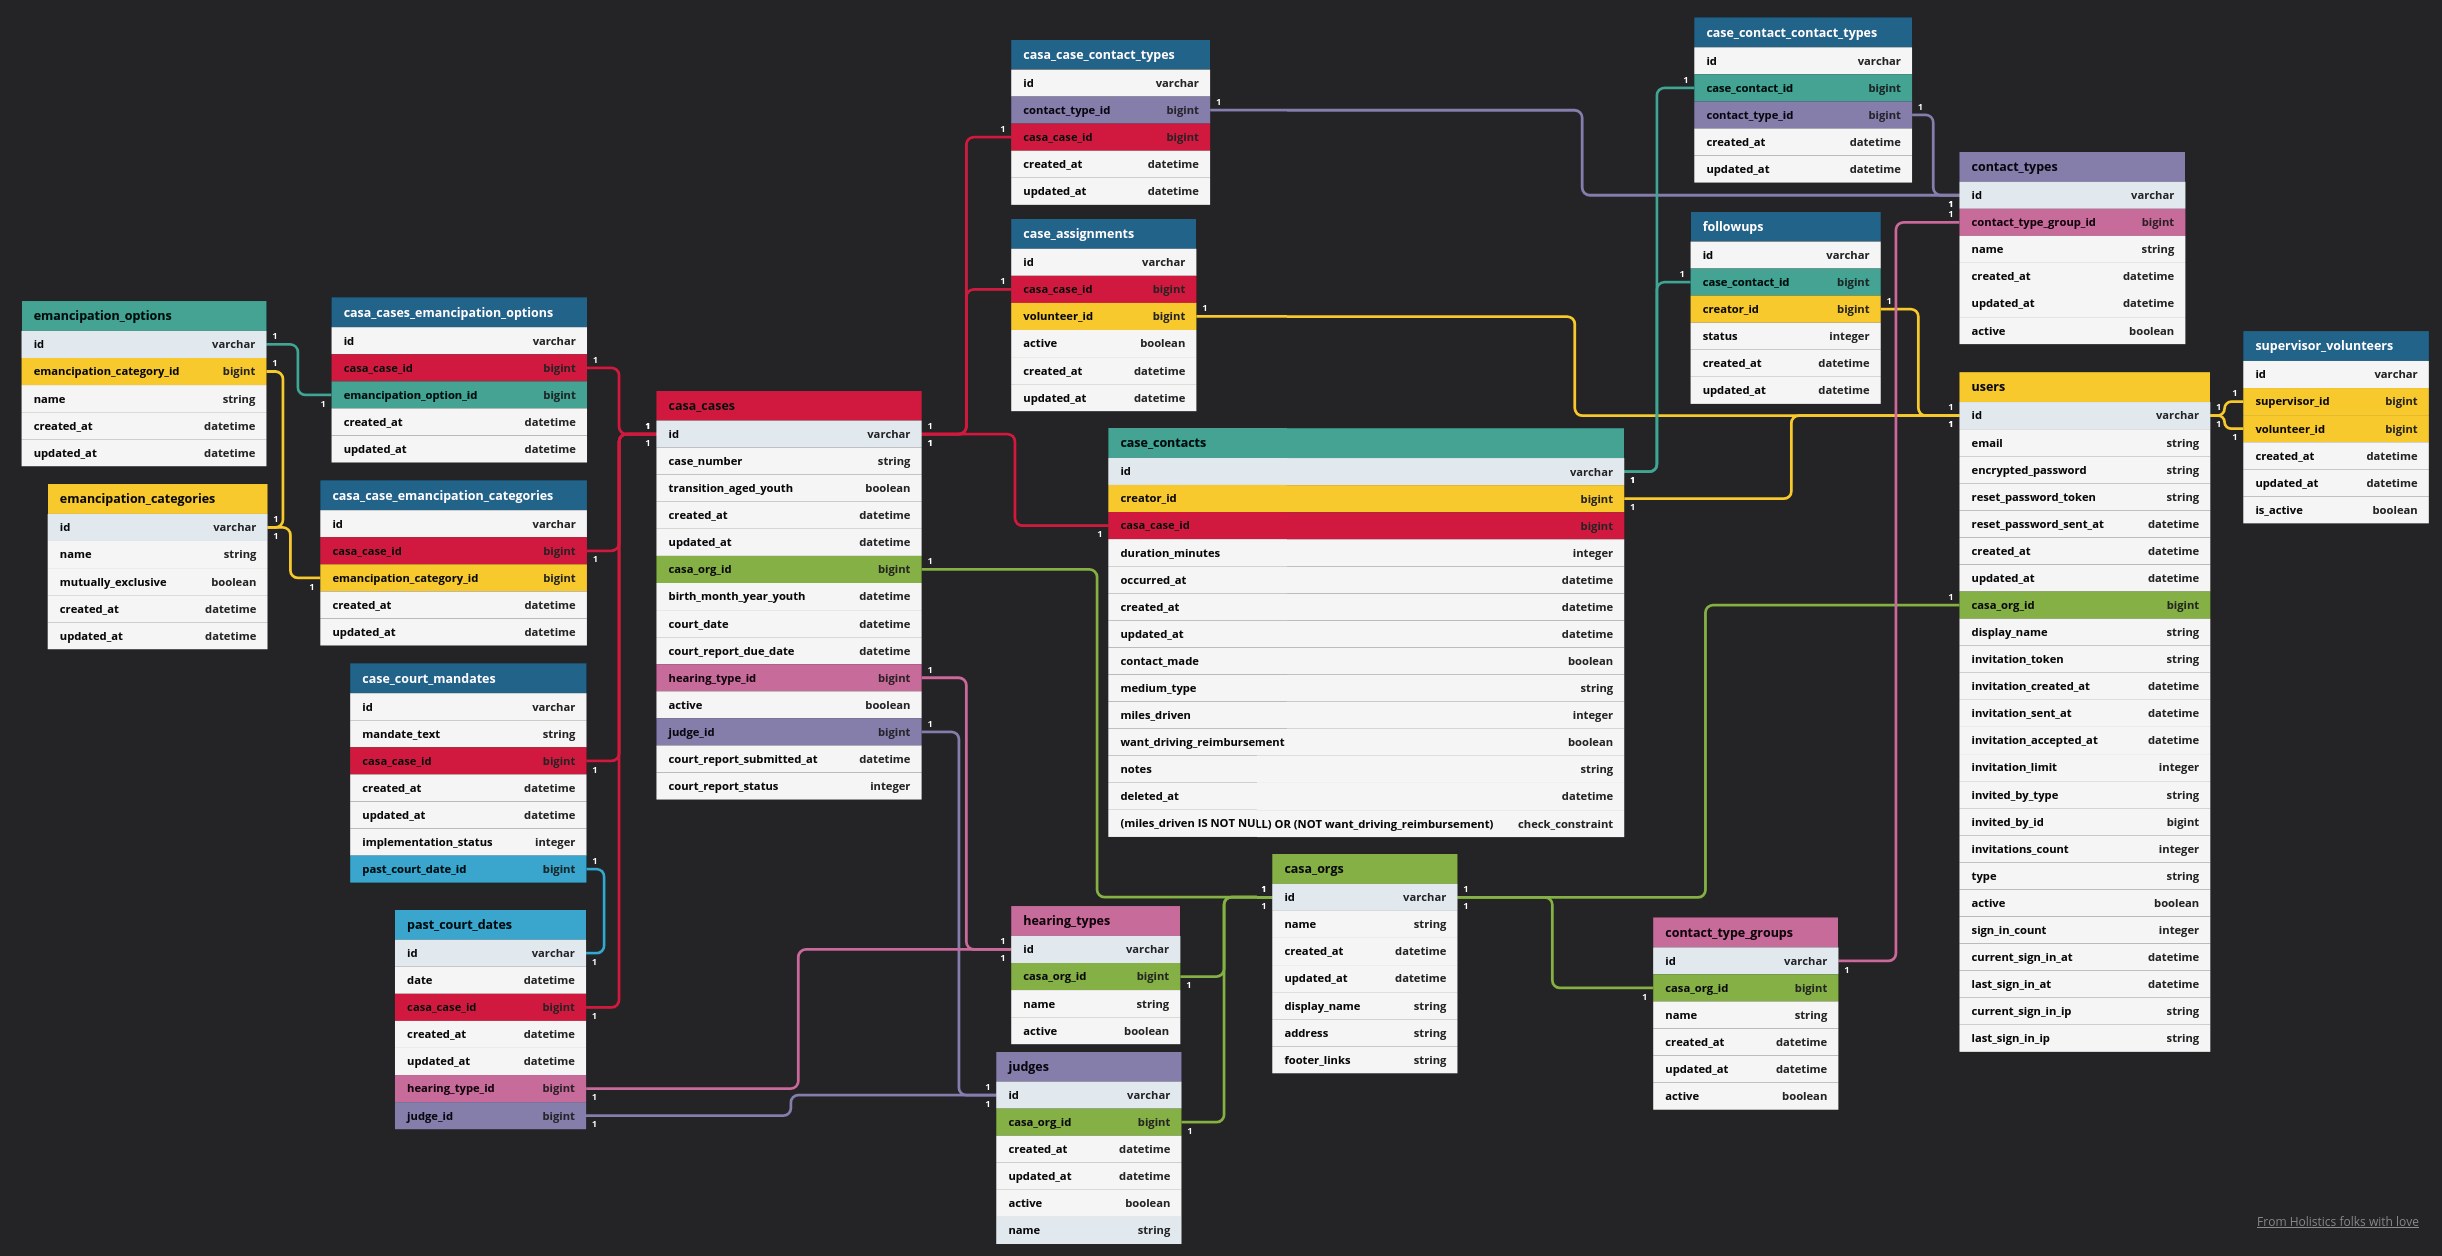 casa_case_contact_types
id varchar
contact_type_id bigint
casa_case_id bigint
created_at datetime
updated_at datetime
case_contact_contact_types
id varchar
case_contact_id bigint
contact_type_id bigint
created_at datetime
updated_at datetime
contact_types
id varchar
contact_type_group_id bigint
name string
created_at datetime
updated_at datetime
active boolean
case_assignments
id varchar
casa_case_id bigint
volunteer_id bigint
active boolean
created_at datetime
updated_at datetime
followups
id varchar
case_contact_id bigint
creator_id bigint
status integer
created_at datetime
updated_at datetime
emancipation_options
id varchar
emancipation_category_id bigint
name string
created_at datetime
updated_at datetime
casa_cases_emancipation_options
id varchar
casa_case_id bigint
emancipation_option_id bigint
created_at datetime
updated_at datetime
supervisor_volunteers
id varchar
supervisor_id bigint
volunteer_id bigint
created_at datetime
updated_at datetime
is_active boolean
emancipation_categories
id varchar
name string
mutually_exclusive boolean
created_at datetime
updated_at datetime
casa_case_emancipation_categories
id varchar
casa_case_id bigint
emancipation_category_id bigint
created_at datetime
updated_at datetime
casa_cases
id varchar
case_number string
transition_aged_youth boolean
created_at datetime
updated_at datetime
casa_org_id bigint
birth_month_year_youth datetime
court_date datetime
court_report_due_date datetime
hearing_type_id bigint
active boolean
judge_id bigint
court_report_submitted_at datetime
court_report_status integer
case_contacts
id varchar
creator_id bigint
casa_case_id bigint
duration_minutes integer
occurred_at datetime
created_at datetime
updated_at datetime
contact_made boolean
medium_type string
miles_driven integer
want_driving_reimbursement boolean
notes string
deleted_at datetime
(miles_driven IS NOT NULL) OR (NOT want_driving_reimbursement) check_constraint
users
id varchar
email string
encrypted_password string
reset_password_token string
reset_password_sent_at datetime
created_at datetime
updated_at datetime
casa_org_id bigint
display_name string
invitation_token string
invitation_created_at datetime
invitation_sent_at datetime
invitation_accepted_at datetime
invitation_limit integer
invited_by_type string
invited_by_id bigint
invitations_count integer
type string
active boolean
sign_in_count integer
current_sign_in_at datetime
last_sign_in_at datetime
current_sign_in_ip string
last_sign_in_ip string
case_court_mandates
id varchar
mandate_text string
casa_case_id bigint
created_at datetime
updated_at datetime
implementation_status integer
past_court_date_id bigint
past_court_dates
id varchar
date datetime
casa_case_id bigint
created_at datetime
updated_at datetime
hearing_type_id bigint
judge_id bigint
hearing_types
id varchar
casa_org_id bigint
name string
active boolean
casa_orgs
id varchar
name string
created_at datetime
updated_at datetime
display_name string
address string
footer_links string
contact_type_groups
id varchar
casa_org_id bigint
name string
created_at datetime
updated_at datetime
active boolean
judges
id varchar
casa_org_id bigint
created_at datetime
updated_at datetime
active boolean
name string
From Holistics folks with love